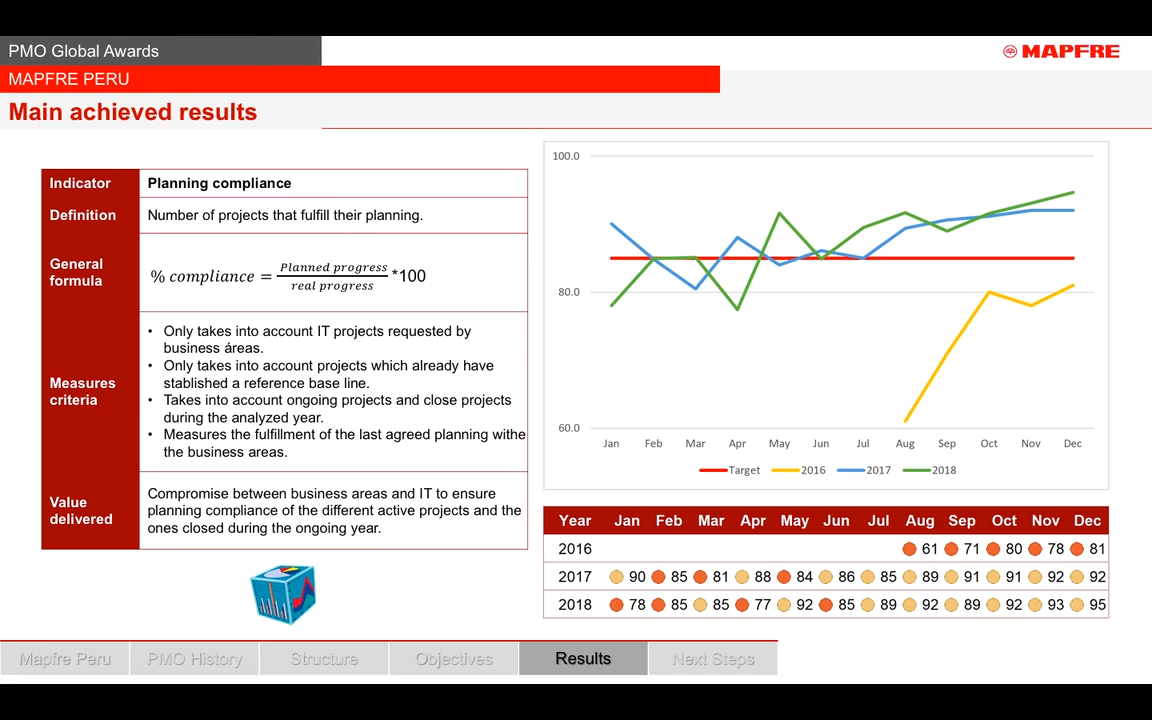 PMO Global Awards
MAPFRE
MAPFRE PERU
Main achieved results
Indicator Planning compliance
Definition Number of projects that fulfill their planning.
General formula % compliance = Planned progress / real progress *100
Measures criteria
• Only takes into account IT projects requested by
business áreas.
• Only takes into account projects which already have
stablished a reference base line.
• Takes into account ongoing projects and close projects
during the analyzed year.
• Measures the fulfillment of the last agreed planning withe
the business areas.
Value delivered
Compromise between business areas and IT to ensure
planning compliance of the different active projects and the
ones closed during the ongoing year.
100.0
80.0
60.0
Jan Feb Mar Apr May Jun Jul Aug Sep Oct Nov Dec
Target 2016 2017 2018
Year Jan Feb Mar Apr May Jun Jul Aug Sep Oct Nov Dec
2016 61 71 80 78 81
2017 90 85 81 88 84 86 85 89 91 91 92 92
2018 78 85 85 77 92 85 89 92 89 92 93 95
Mapfre Peru PMO History Structure Objectives Results Next Steps